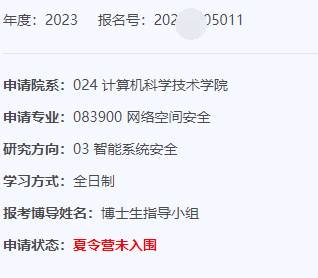 年度：2023 报名号：202 05011
申请院系：024 计算机科学技术学院
申请专业：083900 网络空间安全
研究方向：03 智能系统安全
学习方式：全日制
报考博导姓名：博士生指导小组
申请状态：夏令营未入围